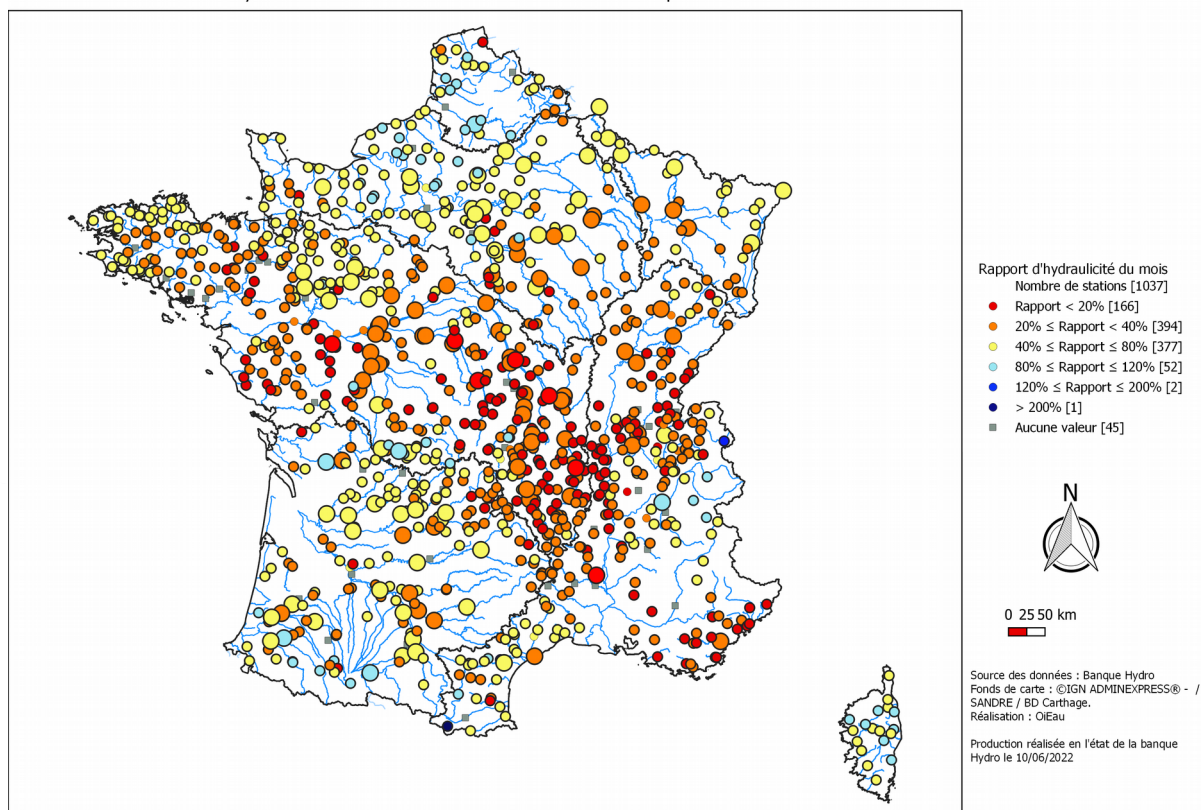 Rapport d'hydraulicité du mois
Nombre de stations [1037]
Rapport < 20% [166]
20% ≤ Rapport < 40% [394]
40% ≤ Rapport ≤ 80% [377]
80% ≤ Rapport ≤ 120% [52]
120% ≤ Rapport ≤ 200% [2]
> 200% [1]
Aucune valeur [45]
N
0 25 50 km
Source des données : Banque Hydro
Fonds de carte : ©IGN ADMINEXPRESS® - /
SANDRE / BD Carthage.
Réalisation : OiEau
Production réalisée en l'état de la banque
Hydro le 10/06/2022